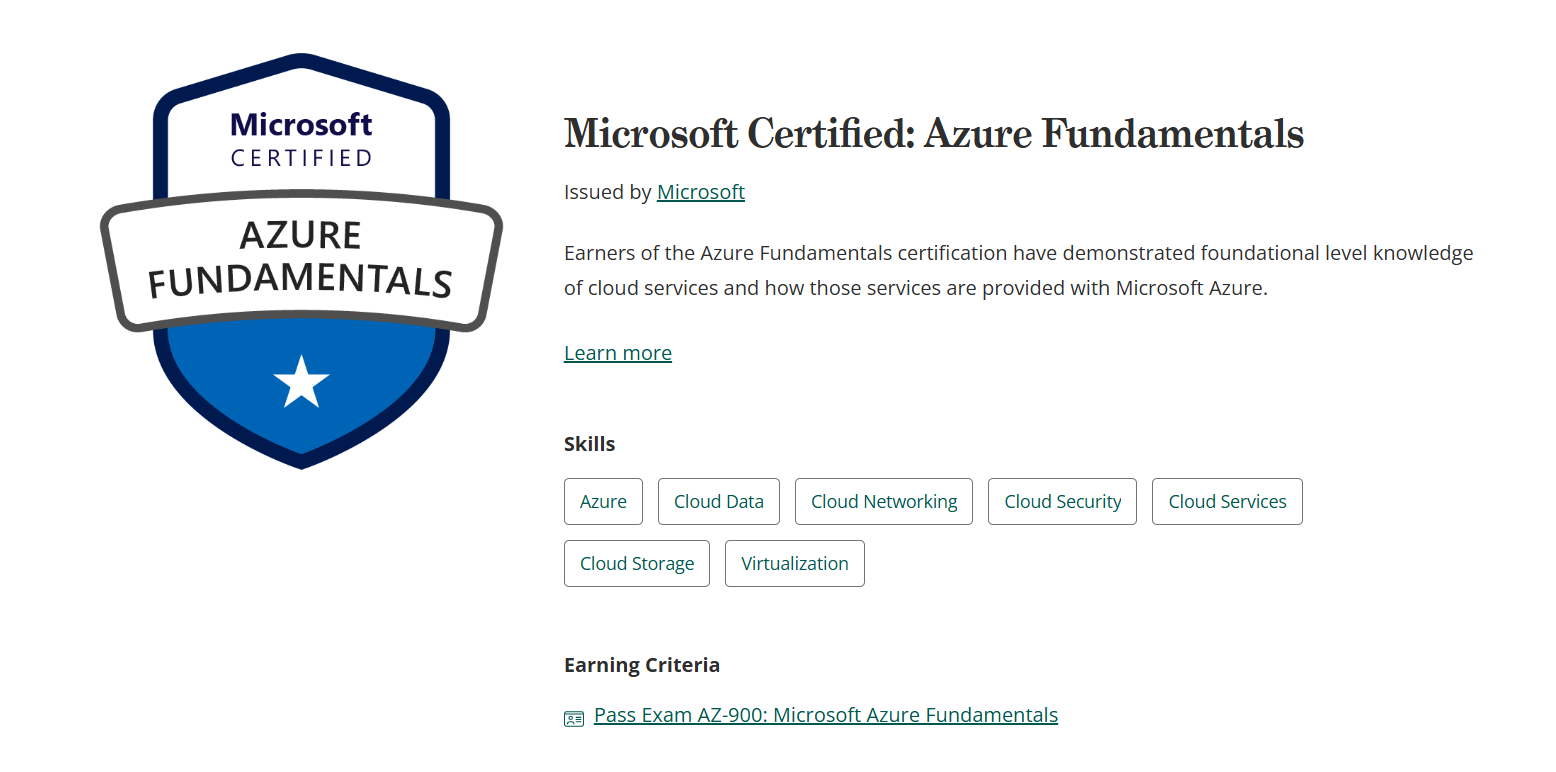 Microsoft
CERTIFIED
AZURE
FUNDAMENTALS
Microsoft Certified: Azure Fundamentals
Issued by Microsoft
Earners of the Azure Fundamentals certification have demonstrated foundational level knowledge
of cloud services and how those services are provided with Microsoft Azure.
Learn more
Skills
Azure Cloud Data Cloud Networking Cloud Security Cloud Services
Cloud Storage Virtualization
Earning Criteria
Pass Exam AZ-900: Microsoft Azure Fundamentals